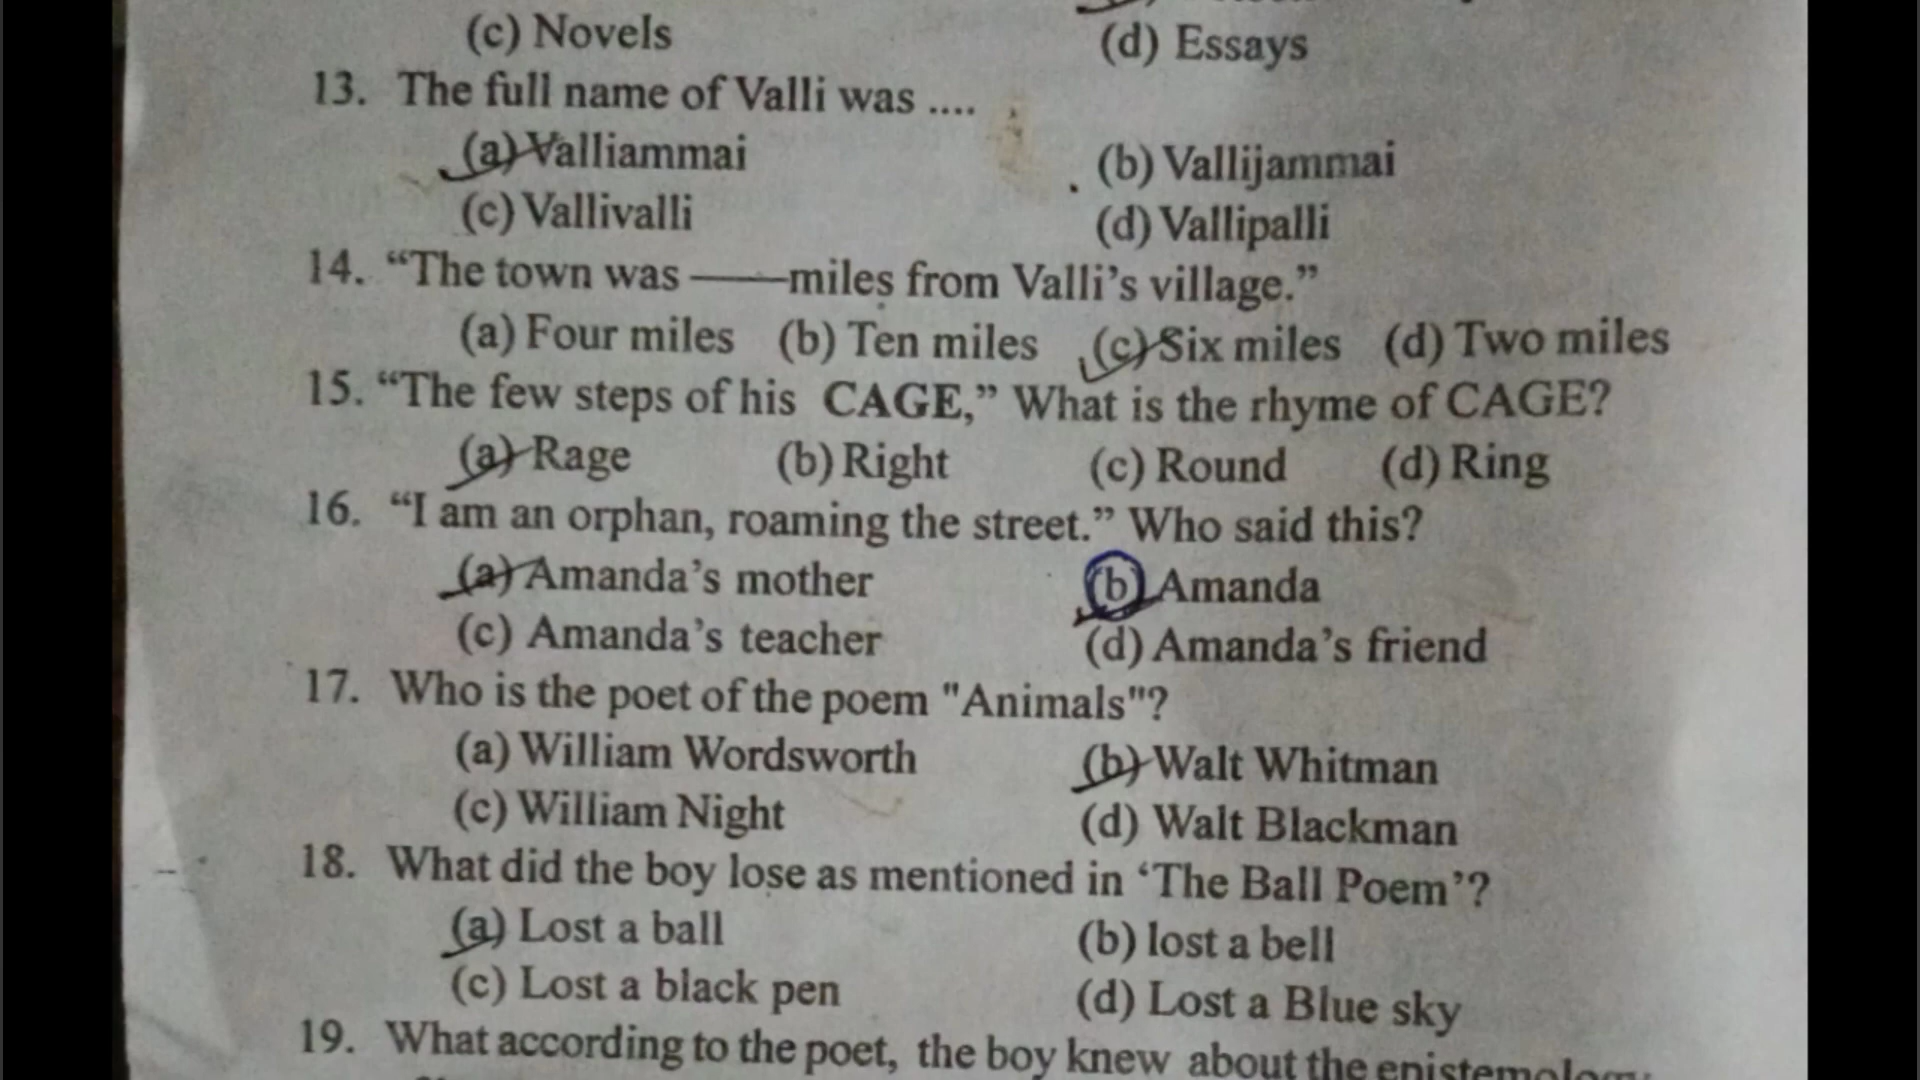 (c) Novels (d) Essays
13. The full name of Valli was ....
(a) Valliammai (b) Vallijammai
(c) Vallivalli (d) Vallipalli
14. “The town was ——miles from Valli’s village.”
(a) Four miles (b) Ten miles (c) Six miles (d) Two miles
15. “The few steps of his CAGE,” What is the rhyme of CAGE?
(a) Rage (b) Right (c) Round (d) Ring
16. “I am an orphan, roaming the street.” Who said this?
(a) Amanda’s mother (b) Amanda
(c) Amanda’s teacher (d) Amanda’s friend
17. Who is the poet of the poem "Animals"?
(a) William Wordsworth (b) Walt Whitman
(c) William Night (d) Walt Blackman
18. What did the boy lose as mentioned in ‘The Ball Poem’?
(a) Lost a ball (b) lost a bell
(c) Lost a black pen (d) Lost a Blue sky
19. What according to the poet, the boy knew about the epistemology